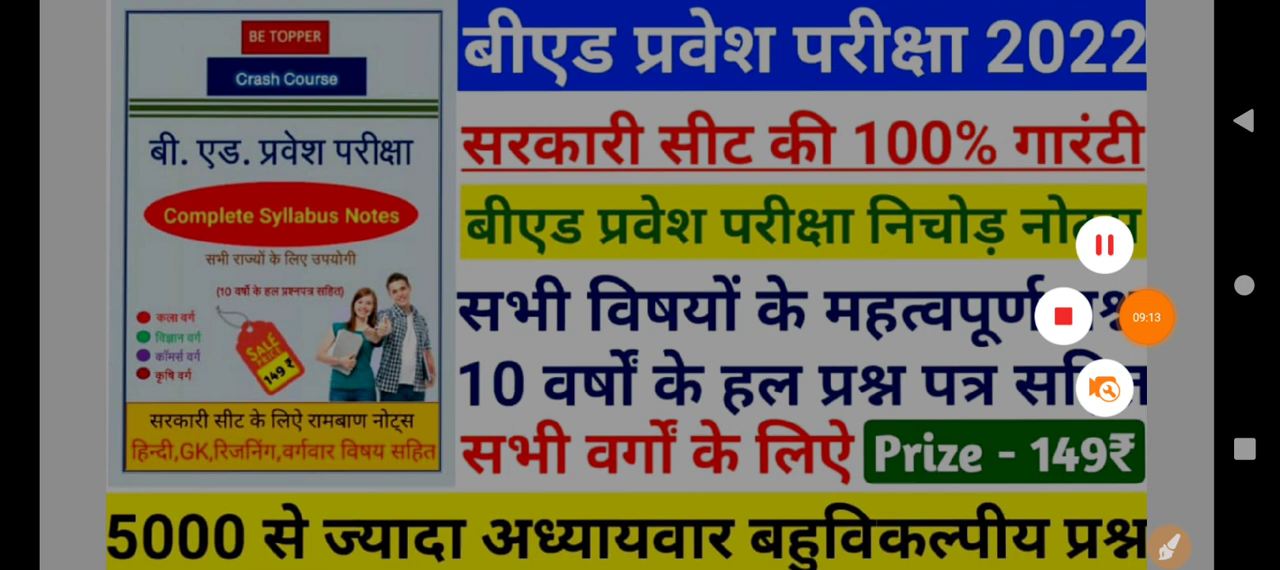 BE TOPPER
Crash Course
बी. एड. प्रवेश परीक्षा
Complete Syllabus Notes
सभी राज्यों के लिए उपयोगी
(10 वर्षो के हल प्रश्नपत्र सहित)
कला वर्ग
विज्ञान वर्ग
कॉमर्स वर्ग
कृषि वर्ग
SALE
PRICE
149 ₹
सरकारी सीट के लिऐ रामबाण नोट्स
हिन्दी,GK,रिजनिंग,वर्गवार विषय सहित
बीएड प्रवेश परीक्षा 2022
सरकारी सीट की 100% गारंटी
बीएड प्रवेश परीक्षा निचोड़
सभी विषयों के महत्वपूर्ण
10 वर्षों के हल प्रश्न पत्र
सभी वर्गों के लिऐ Prize - 149₹
5000 से ज्यादा अध्यायवार बहुविकल्पीय प्रश्न
09:13